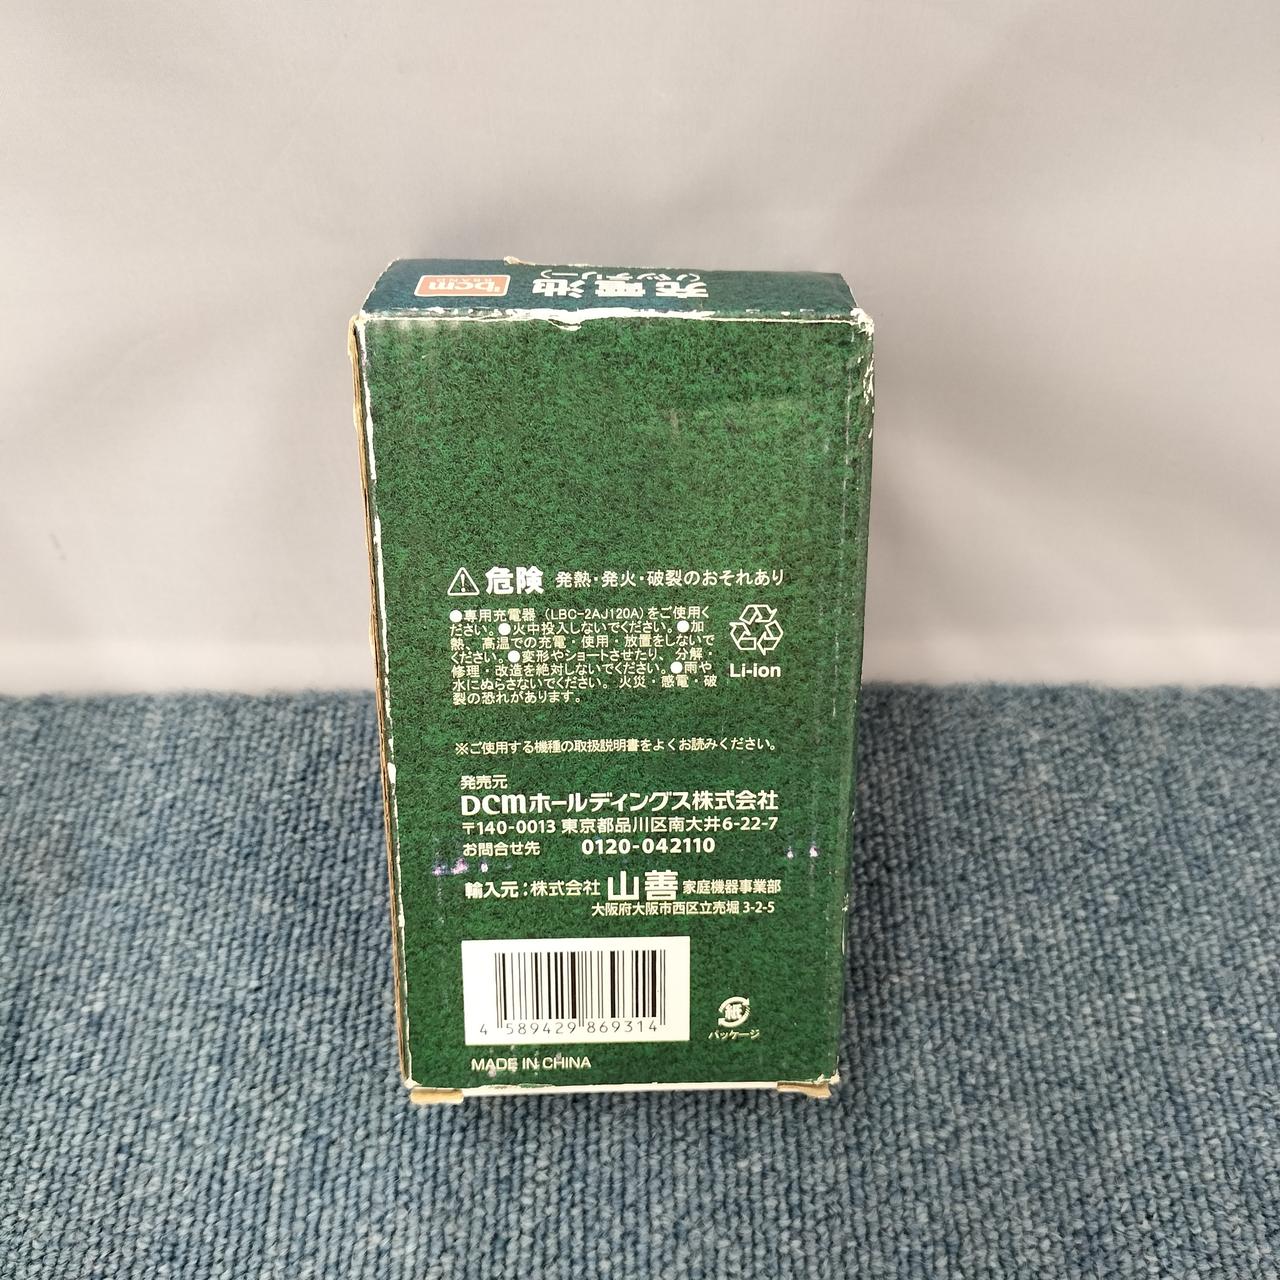 充電池
(バッテリー)
DCM
BRAND
危険 発熱・発火・破裂のおそれあり
●専用充電器（LBC-2AJ120A）をご使用く
ださい。●火中投入しないでください。●加
熱、高温での充電・使用・放置をしないで
ください。●変形やショートさせたり、分解・
修理・改造を絶対しないでください。●雨や
水にぬらさないでください。火災・感電・破
裂の恐れがあります。
Li-ion
※ご使用する機種の取扱説明書をよくお読みください。
発売元
DCMホールディングス株式会社
〒140-0013 東京都品川区南大井6-22-7
お問合せ先 0120-042110
輸入元：株式会社 山善 家庭機器事業部
大阪府大阪市西区立売堀 3-2-5
4 589429 869314
紙
パッケージ
MADE IN CHINA